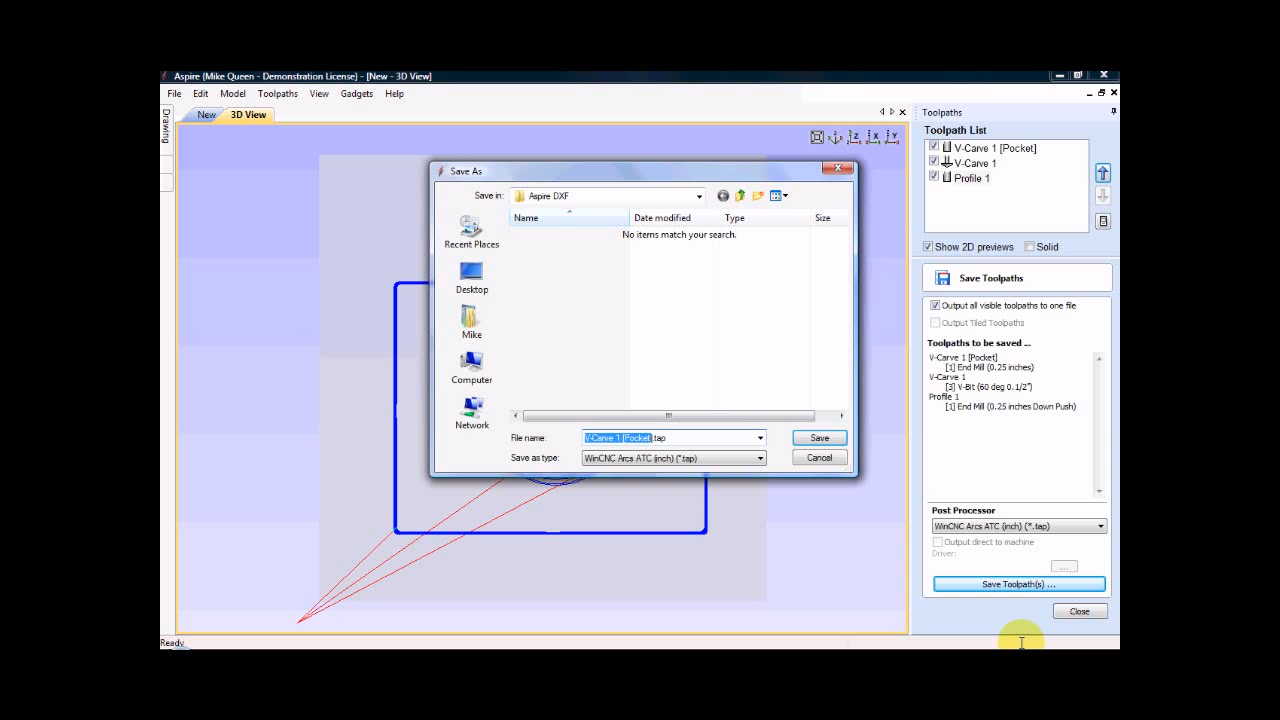 Aspire (Mike Queen - Demonstration License) - [New - 3D View]
File Edit Model Toolpaths View Gadgets Help
Drawing
New 3D View
Z X Y
Save As
Save in: Aspire DXF
Name Date modified Type Size
No items match your search.
Recent Places
Desktop
Mike
Computer
Network
File name: V-Carve 1 [Pocket].tap Save
Save as type: WinCNC Arcs ATC (inch) (*.tap) Cancel
Toolpaths
Toolpath List
V-Carve 1 [Pocket]
V-Carve 1
Profile 1
Show 2D previews Solid
Save Toolpaths
Output all visible toolpaths to one file
Output Tiled Toolpaths
Toolpaths to be saved ...
V-Carve 1 [Pocket]
[1] End Mill (0.25 inches)
V-Carve 1
[3] V-Bit (60 deg 0.1/2")
Profile 1
[1] End Mill (0.25 inches Down Push)
Post Processor
WinCNC Arcs ATC (inch) (*.tap)
Output direct to machine
Driver:
...
Save Toolpath(s) ...
Close
Ready